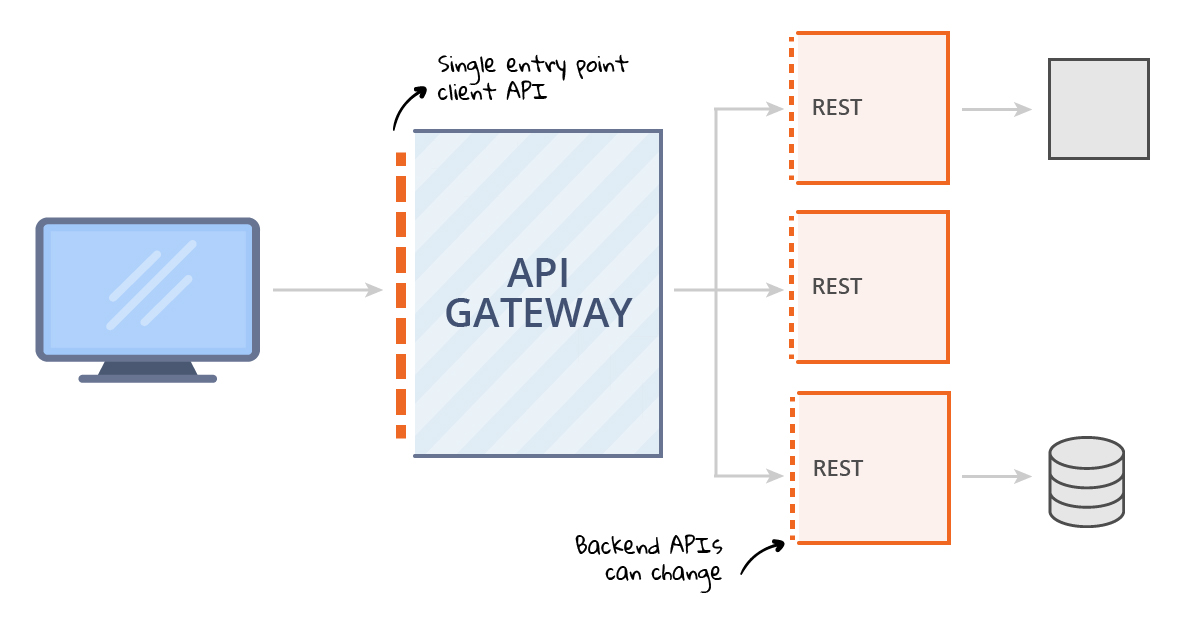 Single entry point
client API
API
GATEWAY
REST
REST
REST
Backend APIs
can change